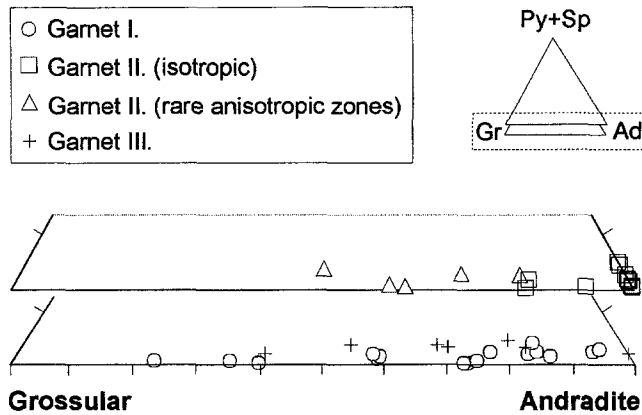 Garnet I.
Garnet II. (isotropic)
Garnet II. (rare anisotropic zones)
Garnet III.
Py+Sp
Gr Ad
Grossular Andradite